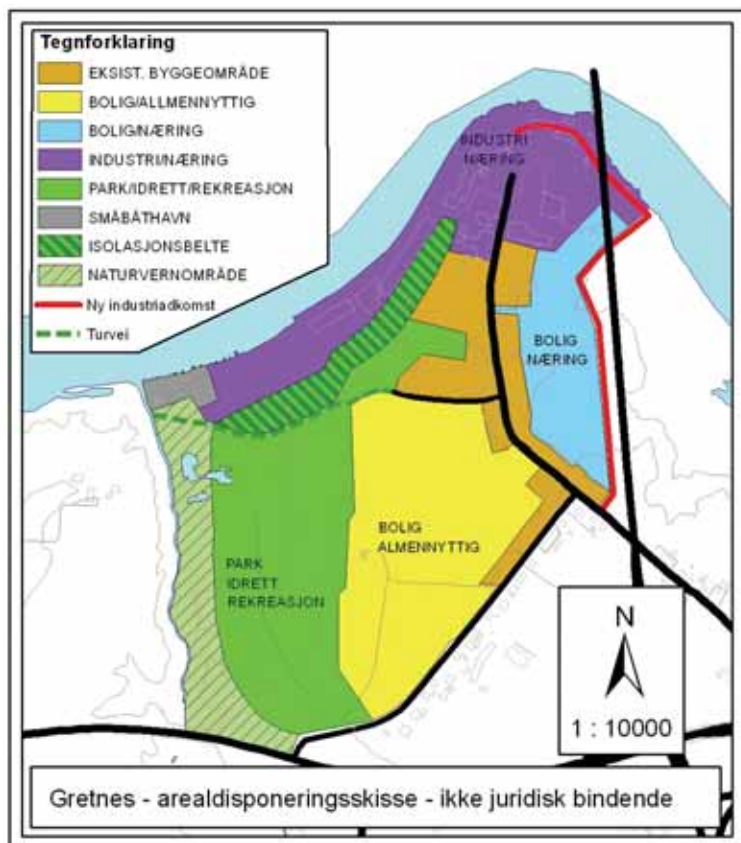 Tegnforklaring
EKSIST. BYGGEOMRÅDE
BOLIG/ALLMENNYTTIG
BOLIG/NÆRING
INDUSTRI/NÆRING
PARK/IDRETT/REKREASJON
SMÅBÅTHAVN
ISOLASJONSBELTE
NATURVERNOMRÅDE
Ny industriadkomst
Turvei
INDUSTRI
NÆRING
BOLIG
NÆRING
BOLIG
ALMENNYTTIG
PARK
IDRETT
REKREASJON
N
1 : 10000
Gretnes - arealdisponeringsskisse - ikke juridisk bindende